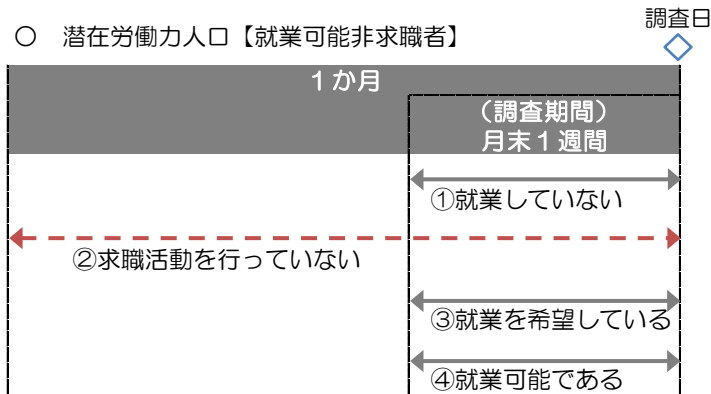 調査日
○　潜在労働力人口【就業可能非求職者】
１か月
（調査期間）
月末１週間
①就業していない
②求職活動を行っていない
③就業を希望している
④就業可能である